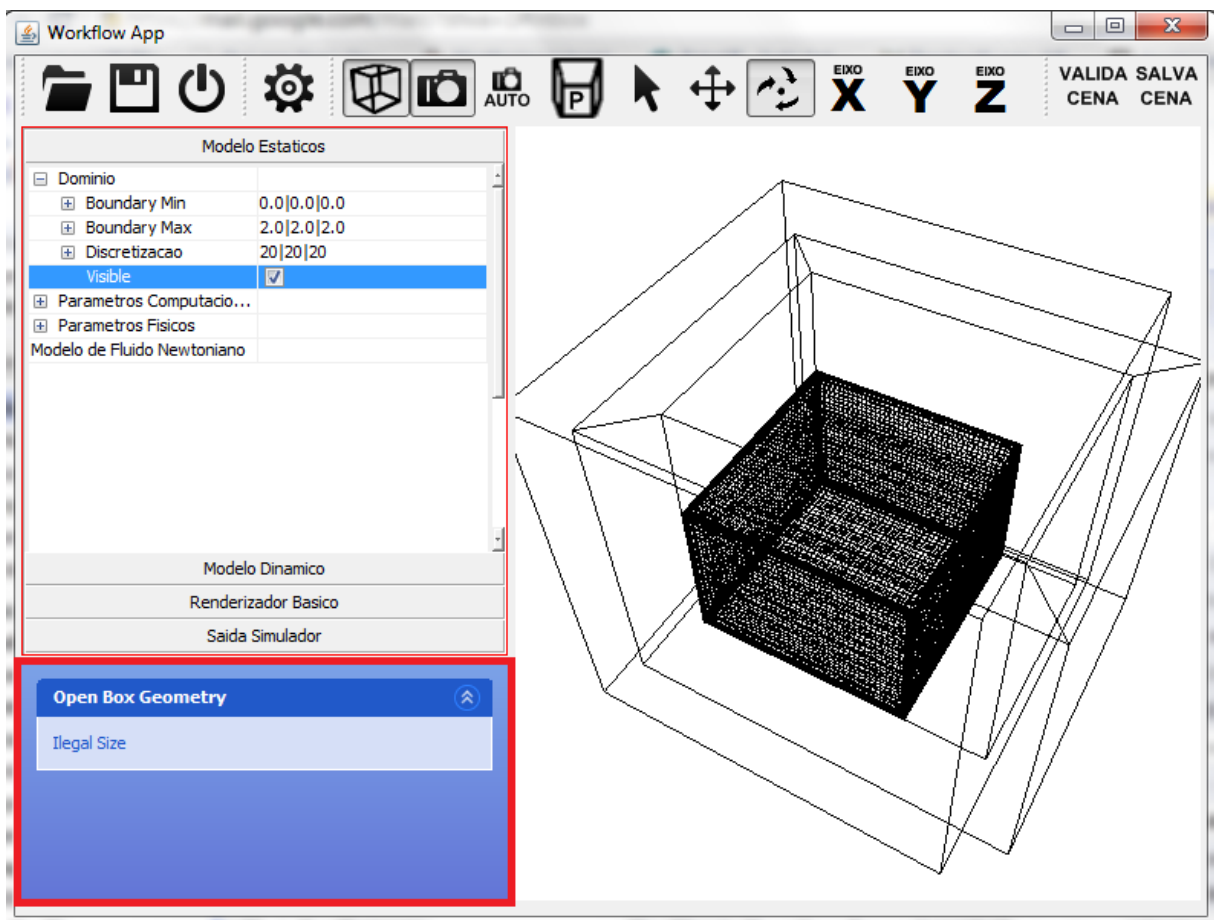 Workflow App
AUTO
P
EIXO X
EIXO Y
EIXO Z
VALIDA CENA
SALVA CENA
Modelo Estaticos
Dominio
Boundary Min 0.0|0.0|0.0
Boundary Max 2.0|2.0|2.0
Discretizacao 20|20|20
Visible
Parametros Computacio...
Parametros Fisicos
Modelo de Fluido Newtoniano
Modelo Dinamico
Renderizador Basico
Saida Simulador
Open Box Geometry
Ilegal Size